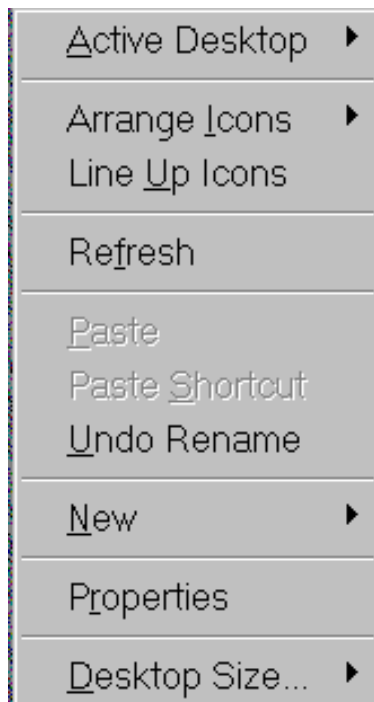 Active Desktop
Arrange Icons
Line Up Icons
Refresh
Paste
Paste Shortcut
Undo Rename
New
Properties
Desktop Size...